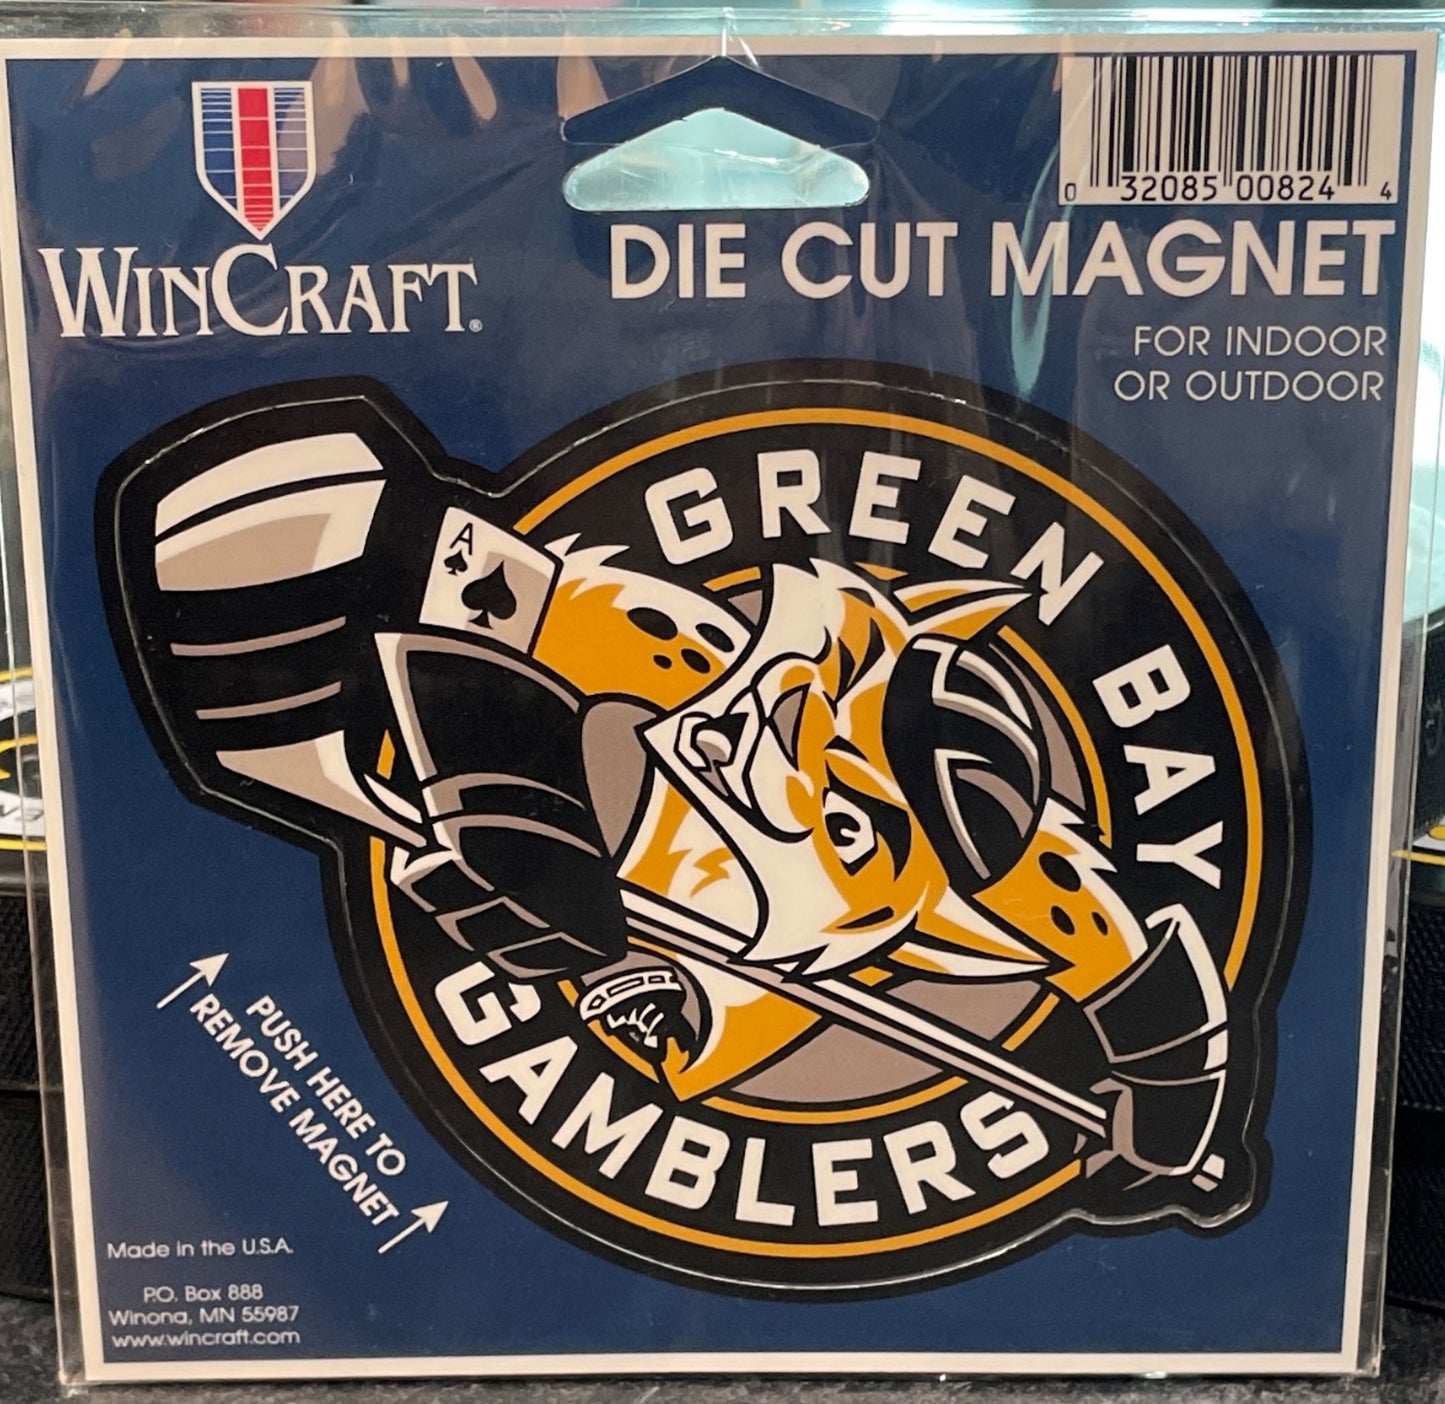 WINCRAFT®
0 32085 00824 4
DIE CUT MAGNET
FOR INDOOR
OR OUTDOOR
A
GREEN BAY
GAMBLERS
PUSH HERE TO
REMOVE MAGNET
Made in the U.S.A.
P.O. Box 888
Winona, MN 55987
www.wincraft.com